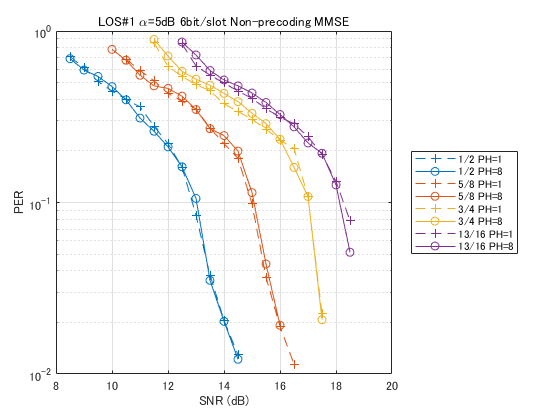 LOS#1 α=5dB 6bit/slot Non-precoding MMSE
10⁰
10⁻¹
10⁻²
PER
8 10 12 14 16 18 20
SNR (dB)
1/2 PH=1
1/2 PH=8
5/8 PH=1
5/8 PH=8
3/4 PH=1
3/4 PH=8
13/16 PH=1
13/16 PH=8